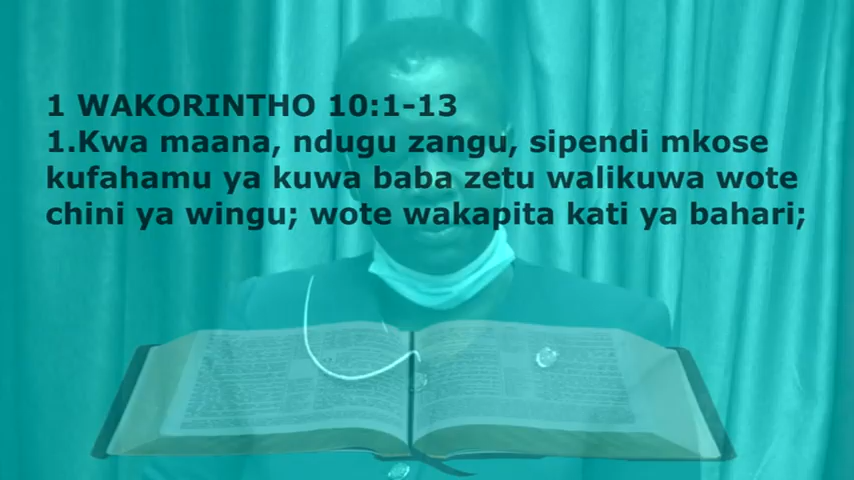 1 WAKORINTHO 10:1-13
1.Kwa maana, ndugu zangu, sipendi mkose
kufahamu ya kuwa baba zetu walikuwa wote
chini ya wingu; wote wakapita kati ya bahari;